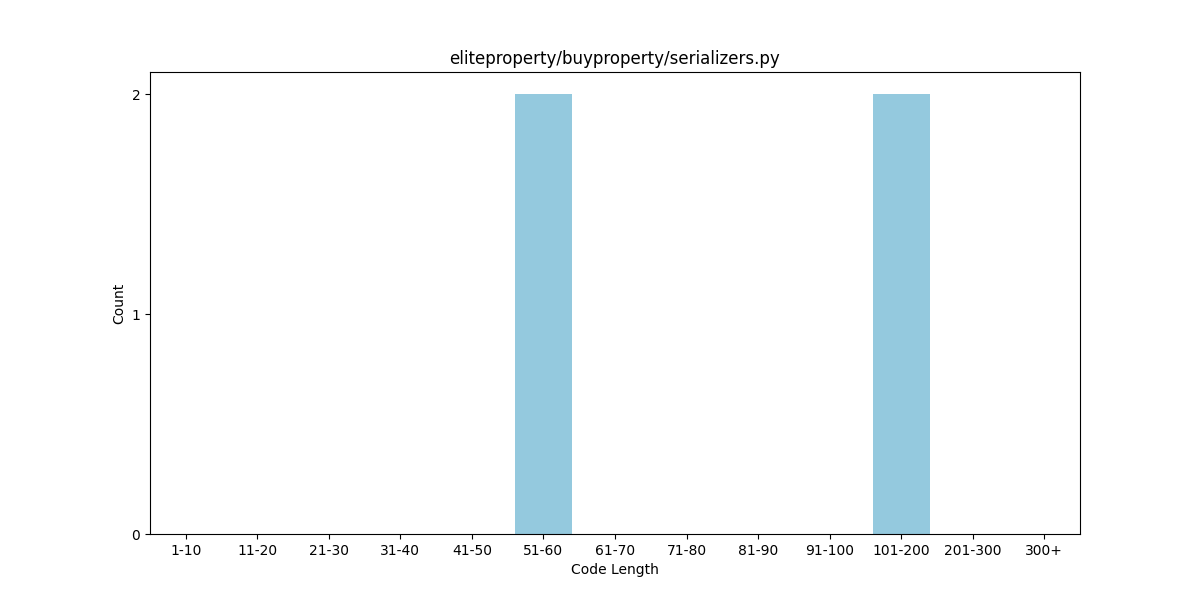 eliteproperty/buyproperty/serializers.py
2
1
0
Count
1-10 11-20 21-30 31-40 41-50 51-60 61-70 71-80 81-90 91-100 101-200 201-300 300+
Code Length